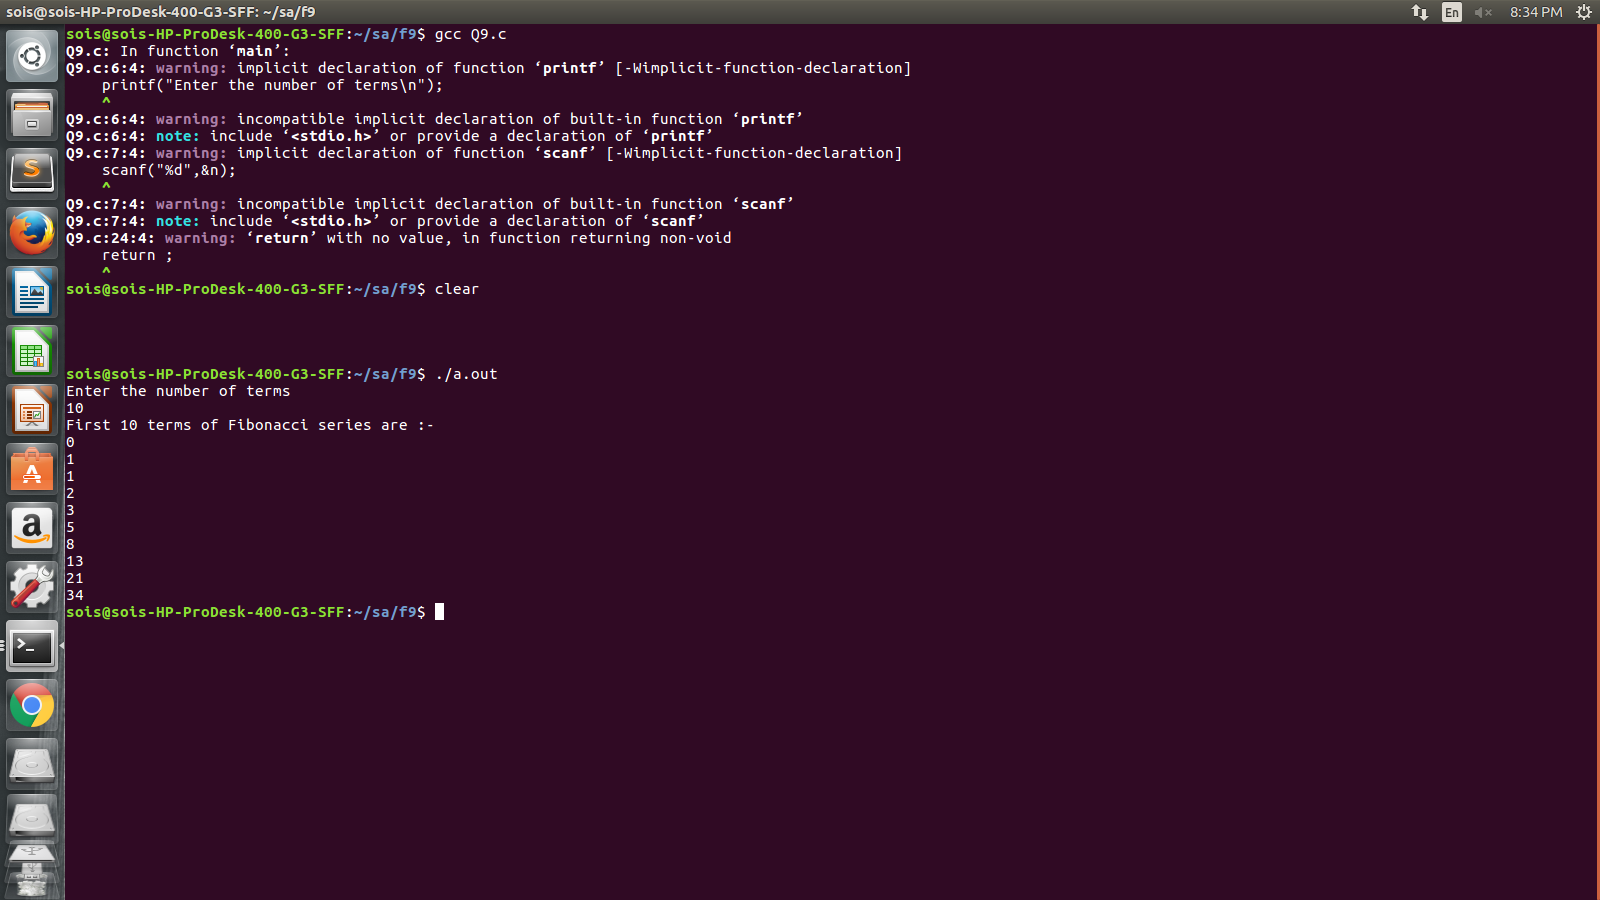 sois@sois-HP-ProDesk-400-G3-SFF: ~/sa/f9
En
8:34 PM
sois@sois-HP-ProDesk-400-G3-SFF:~/sa/f9$ gcc Q9.c
Q9.c: In function ‘main’:
Q9.c:6:4: warning: implicit declaration of function ‘printf’ [-Wimplicit-function-declaration]
    printf("Enter the number of terms\n");
    ^
Q9.c:6:4: warning: incompatible implicit declaration of built-in function ‘printf’
Q9.c:6:4: note: include ‘<stdio.h>’ or provide a declaration of ‘printf’
Q9.c:7:4: warning: implicit declaration of function ‘scanf’ [-Wimplicit-function-declaration]
    scanf("%d",&n);
    ^
Q9.c:7:4: warning: incompatible implicit declaration of built-in function ‘scanf’
Q9.c:7:4: note: include ‘<stdio.h>’ or provide a declaration of ‘scanf’
Q9.c:24:4: warning: ‘return’ with no value, in function returning non-void
    return ;
    ^
sois@sois-HP-ProDesk-400-G3-SFF:~/sa/f9$ clear
sois@sois-HP-ProDesk-400-G3-SFF:~/sa/f9$ ./a.out
Enter the number of terms
10
First 10 terms of Fibonacci series are :-
0
1
1
2
3
5
8
13
21
34
sois@sois-HP-ProDesk-400-G3-SFF:~/sa/f9$